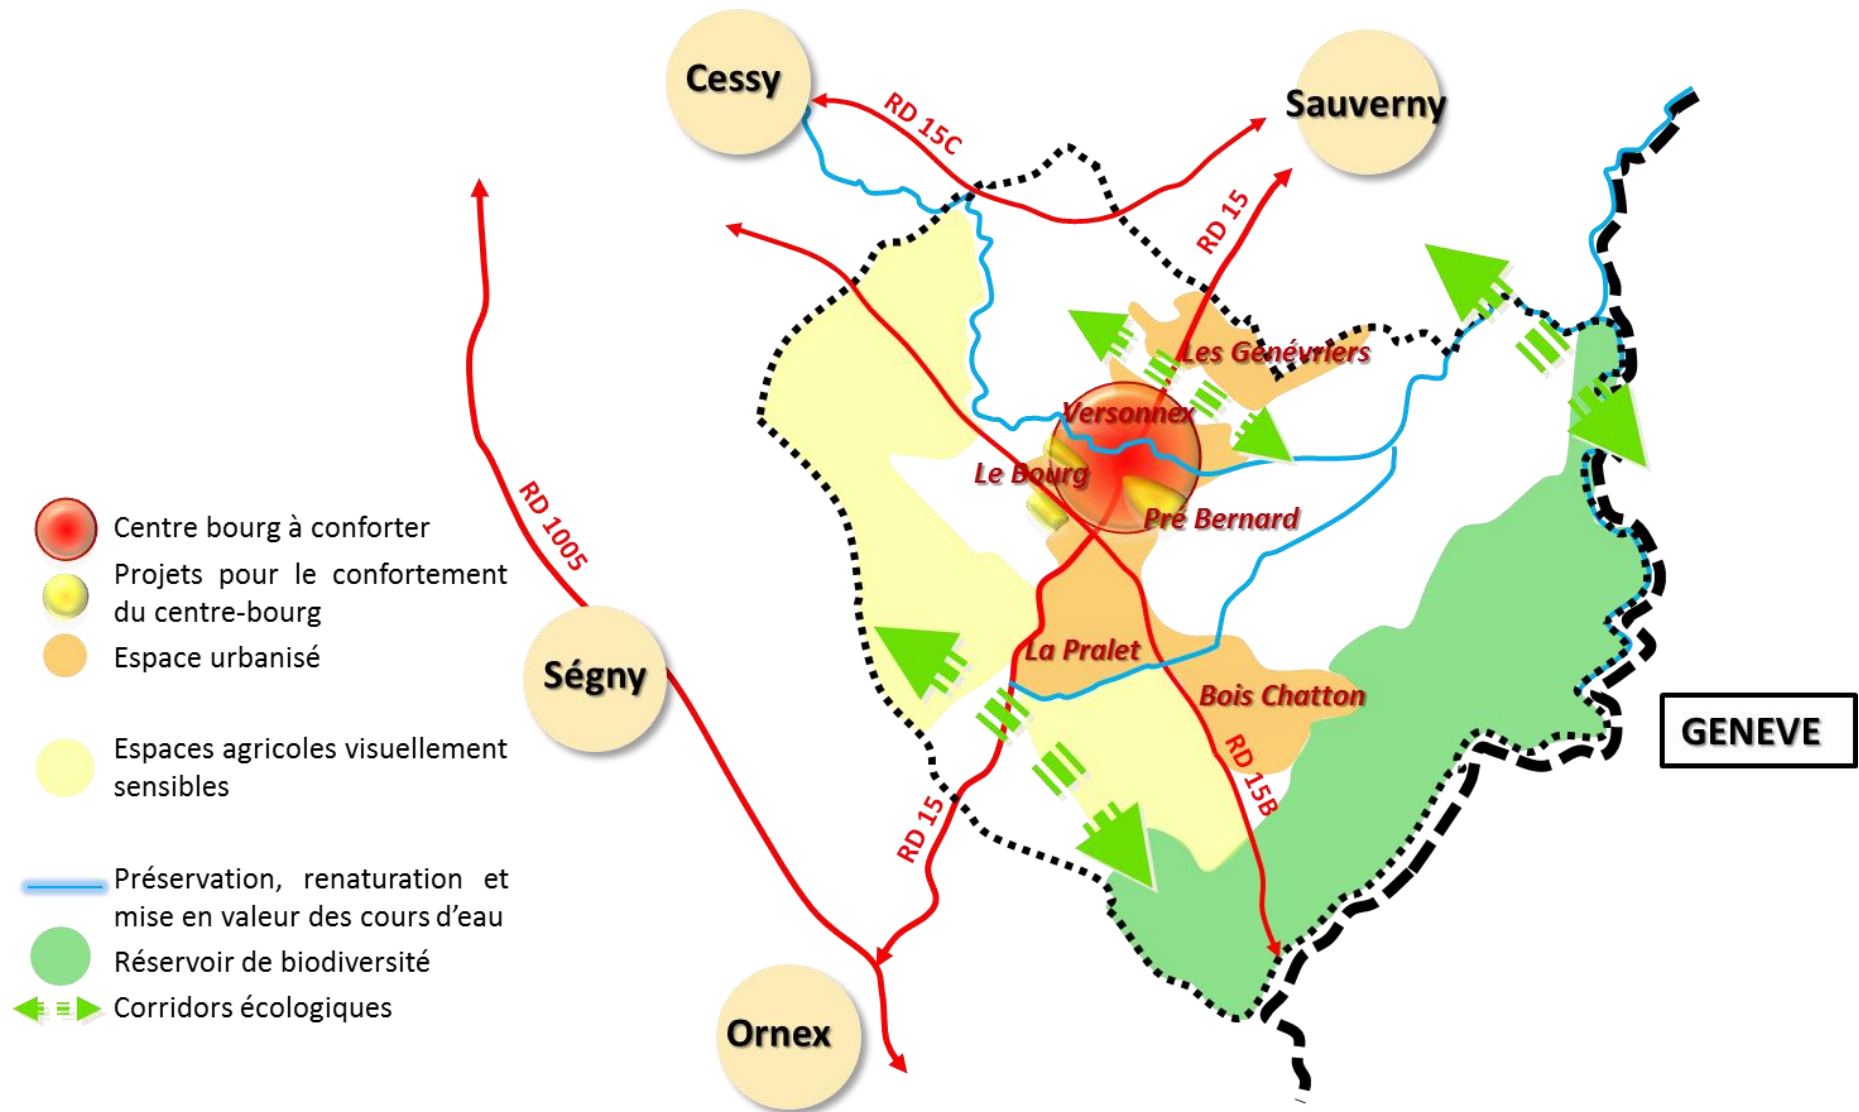 Cessy
Sauverny
RD 15C
RD 15
Les Génévriers
Versonnex
Le Bourg
Pré Bernard
RD 1005
Ségny
La Pralet
Bois Chatton
RD 15B
RD 15
GENEVE
Ornex
Centre bourg à conforter
Projets pour le confortement
du centre-bourg
Espace urbanisé
Espaces agricoles visuellement
sensibles
Préservation, renaturation et
mise en valeur des cours d’eau
Réservoir de biodiversité
Corridors écologiques